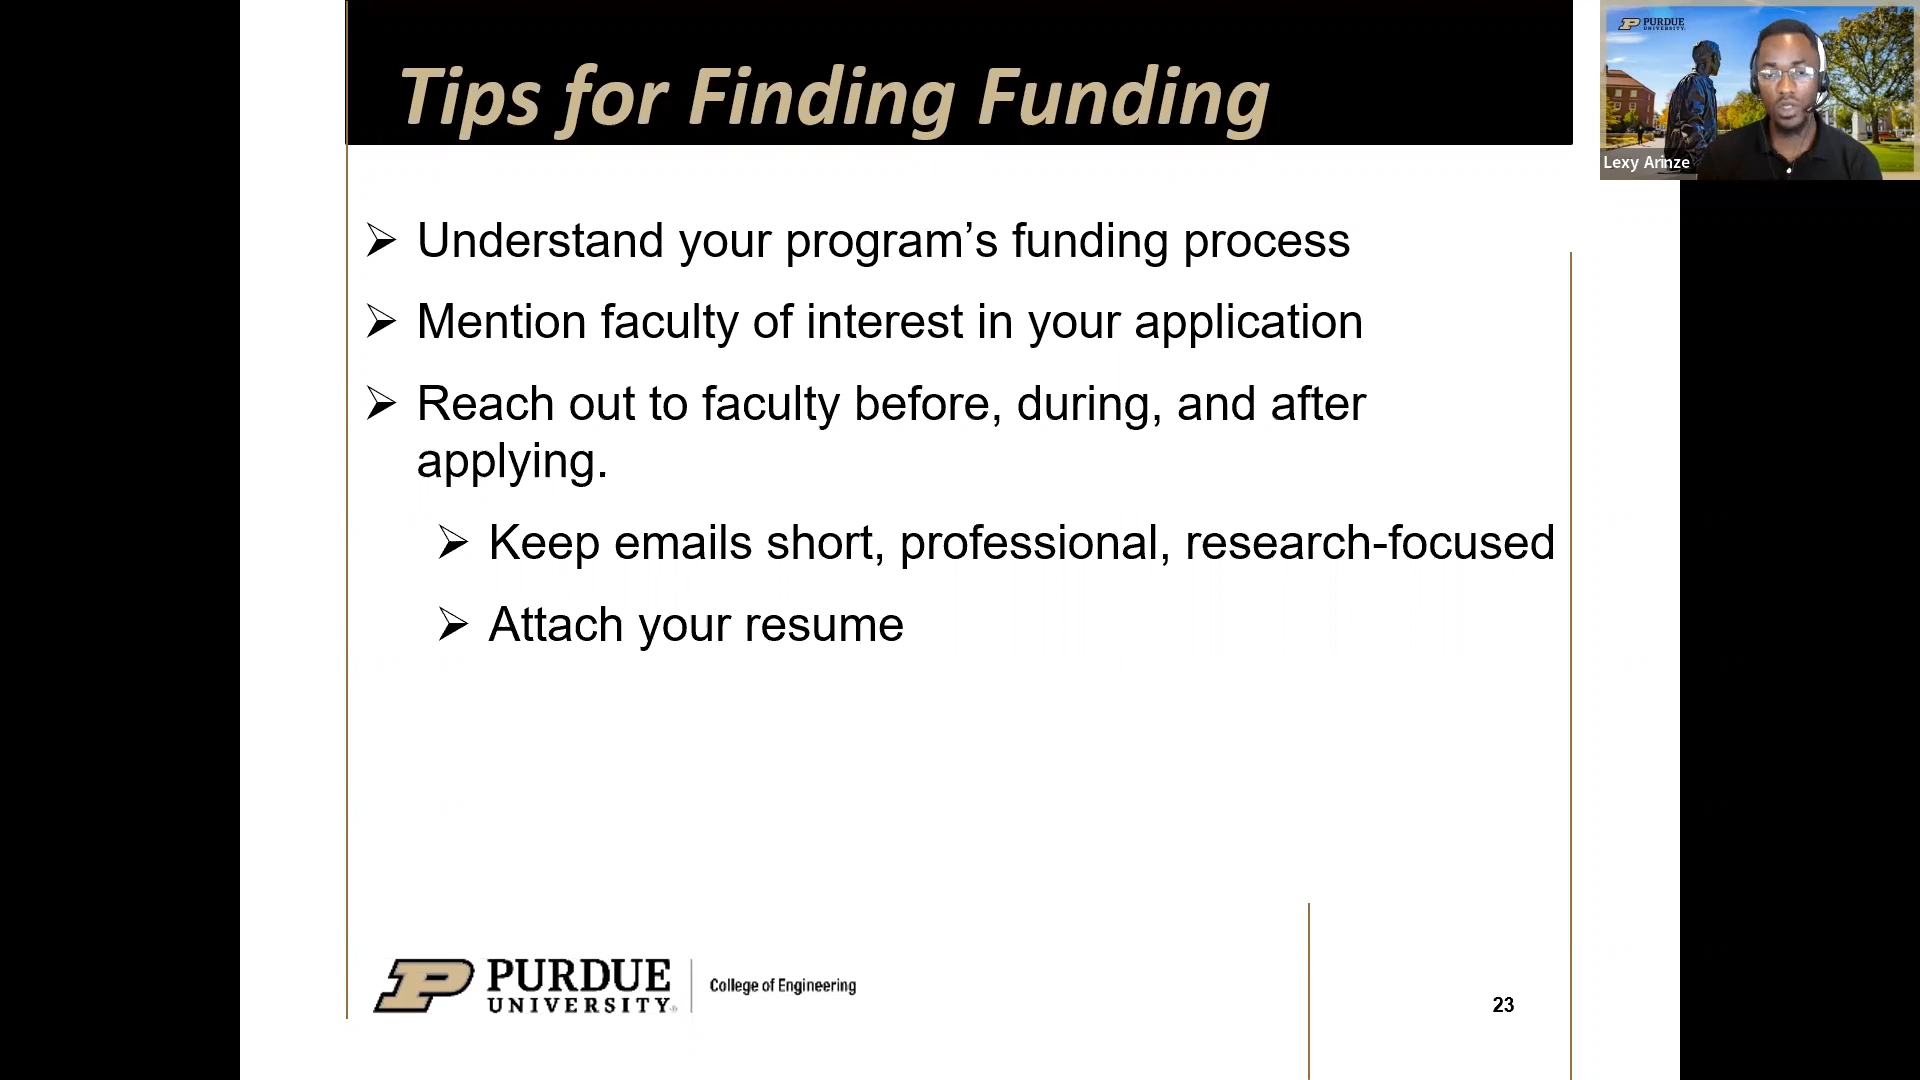 Tips for Finding Funding
PURDUE
UNIVERSITY
Lexy Arinze
➢ Understand your program’s funding process
➢ Mention faculty of interest in your application
➢ Reach out to faculty before, during, and after
applying.
➢ Keep emails short, professional, research-focused
➢ Attach your resume
PURDUE
UNIVERSITY®
College of Engineering
23